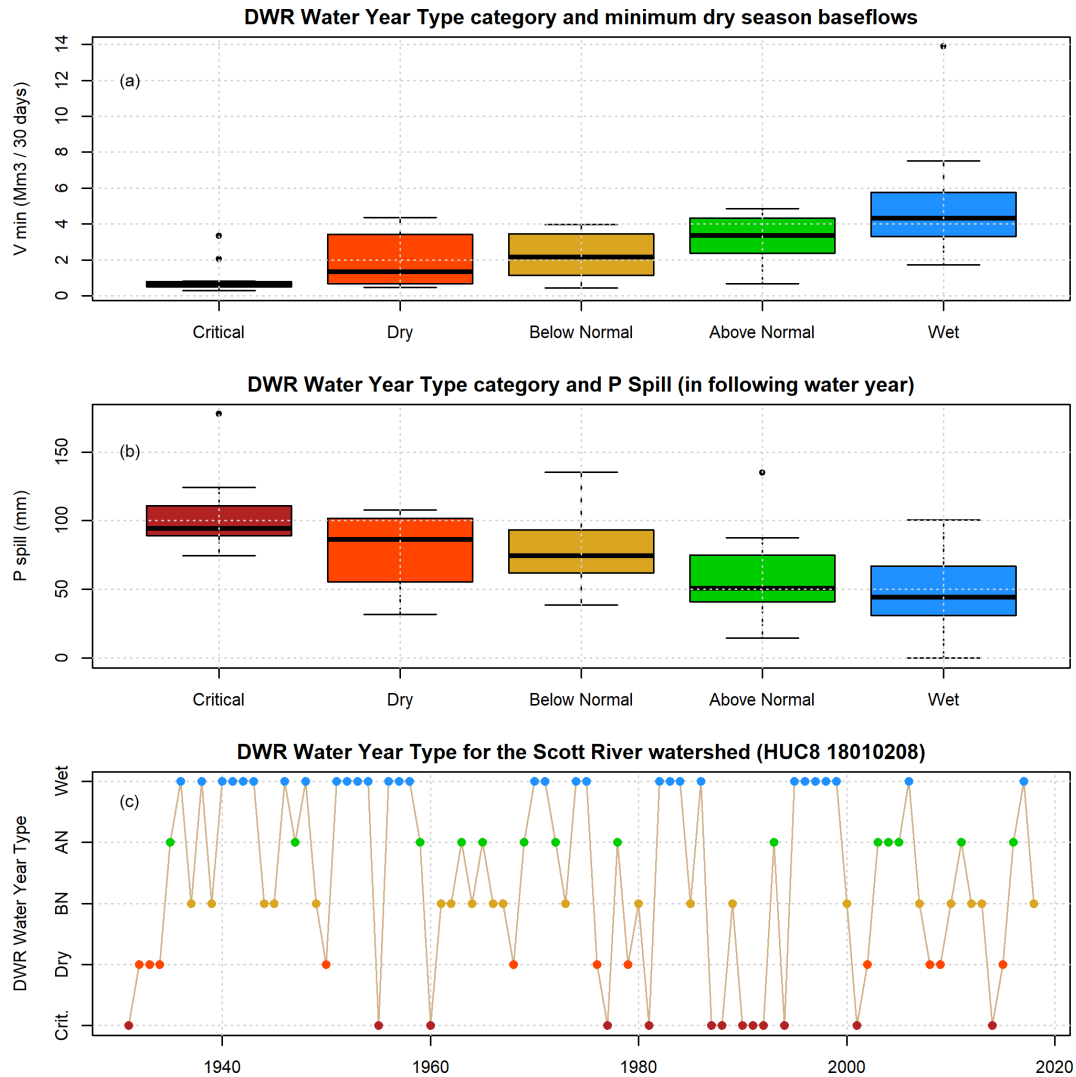 DWR Water Year Type category and minimum dry season baseflows
V min (Mm3 / 30 days)
14
12
10
8
6
4
2
0
(a)
Critical Dry Below Normal Above Normal Wet
DWR Water Year Type category and P Spill (in following water year)
P spill (mm)
150
100
50
0
(b)
Critical Dry Below Normal Above Normal Wet
DWR Water Year Type for the Scott River watershed (HUC8 18010208)
DWR Water Year Type
Wet
AN
BN
Dry
Crit.
(c)
1940 1960 1980 2000 2020